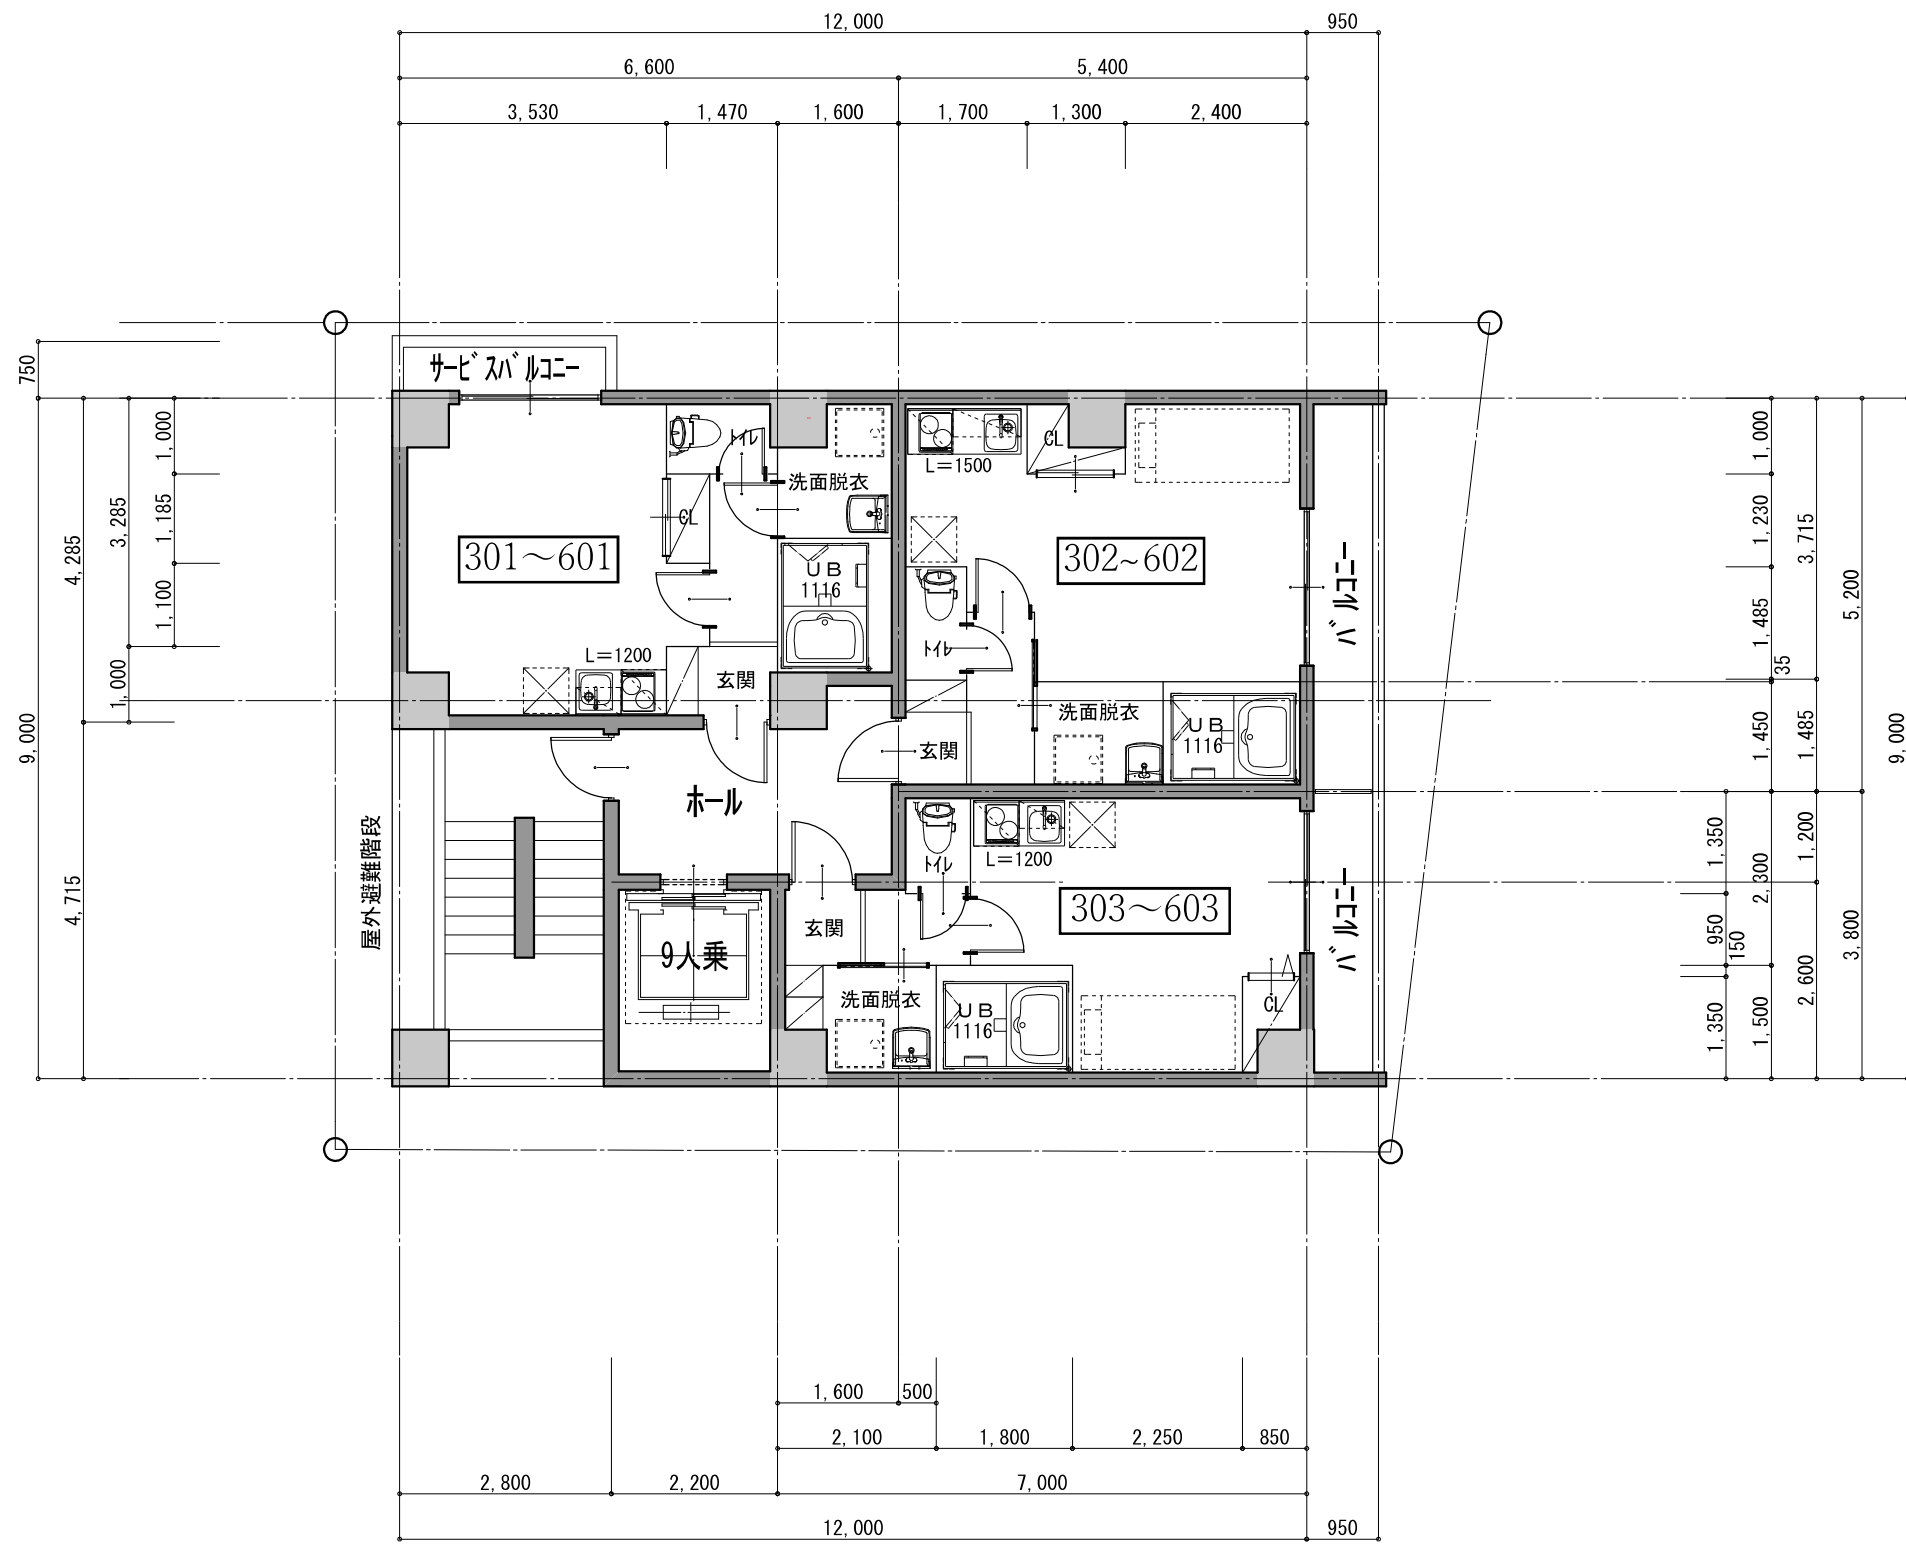 12,000
950
6,600
5,400
3,530
1,470
1,600
1,700
1,300
2,400
サービスバルコニー
750
9,000
4,285
4,715
3,285
1,000
1,000
1,185
1,100
トイレ
洗面脱衣
CL
301～601
UB
1116
L=1200
玄関
L=1500
CL
302~602
トイレ
洗面脱衣
UB
1116
玄関
バルコニー
ホール
屋外避難階段
9人乗
トイレ
L=1200
303～603
玄関
洗面脱衣
UB
1116
CL
バルコニー
1,000
1,230
1,485
35
1,450
3,715
1,485
5,200
9,000
1,350
950
150
1,350
2,300
1,500
1,200
2,600
3,800
1,600
500
2,100
1,800
2,250
850
2,800
2,200
7,000
12,000
950